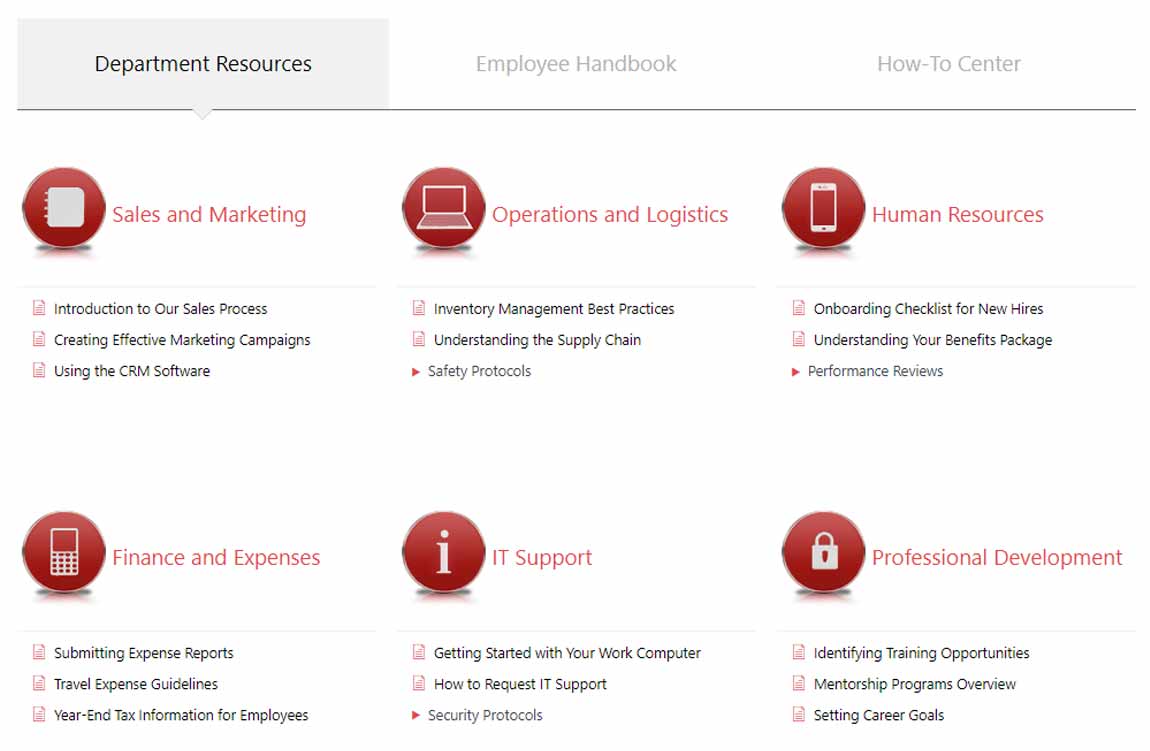 Department Resources
Employee Handbook
How-To Center
Sales and Marketing
Introduction to Our Sales Process
Creating Effective Marketing Campaigns
Using the CRM Software
Operations and Logistics
Inventory Management Best Practices
Understanding the Supply Chain
Safety Protocols
Human Resources
Onboarding Checklist for New Hires
Understanding Your Benefits Package
Performance Reviews
Finance and Expenses
Submitting Expense Reports
Travel Expense Guidelines
Year-End Tax Information for Employees
IT Support
Getting Started with Your Work Computer
How to Request IT Support
Security Protocols
Professional Development
Identifying Training Opportunities
Mentorship Programs Overview
Setting Career Goals